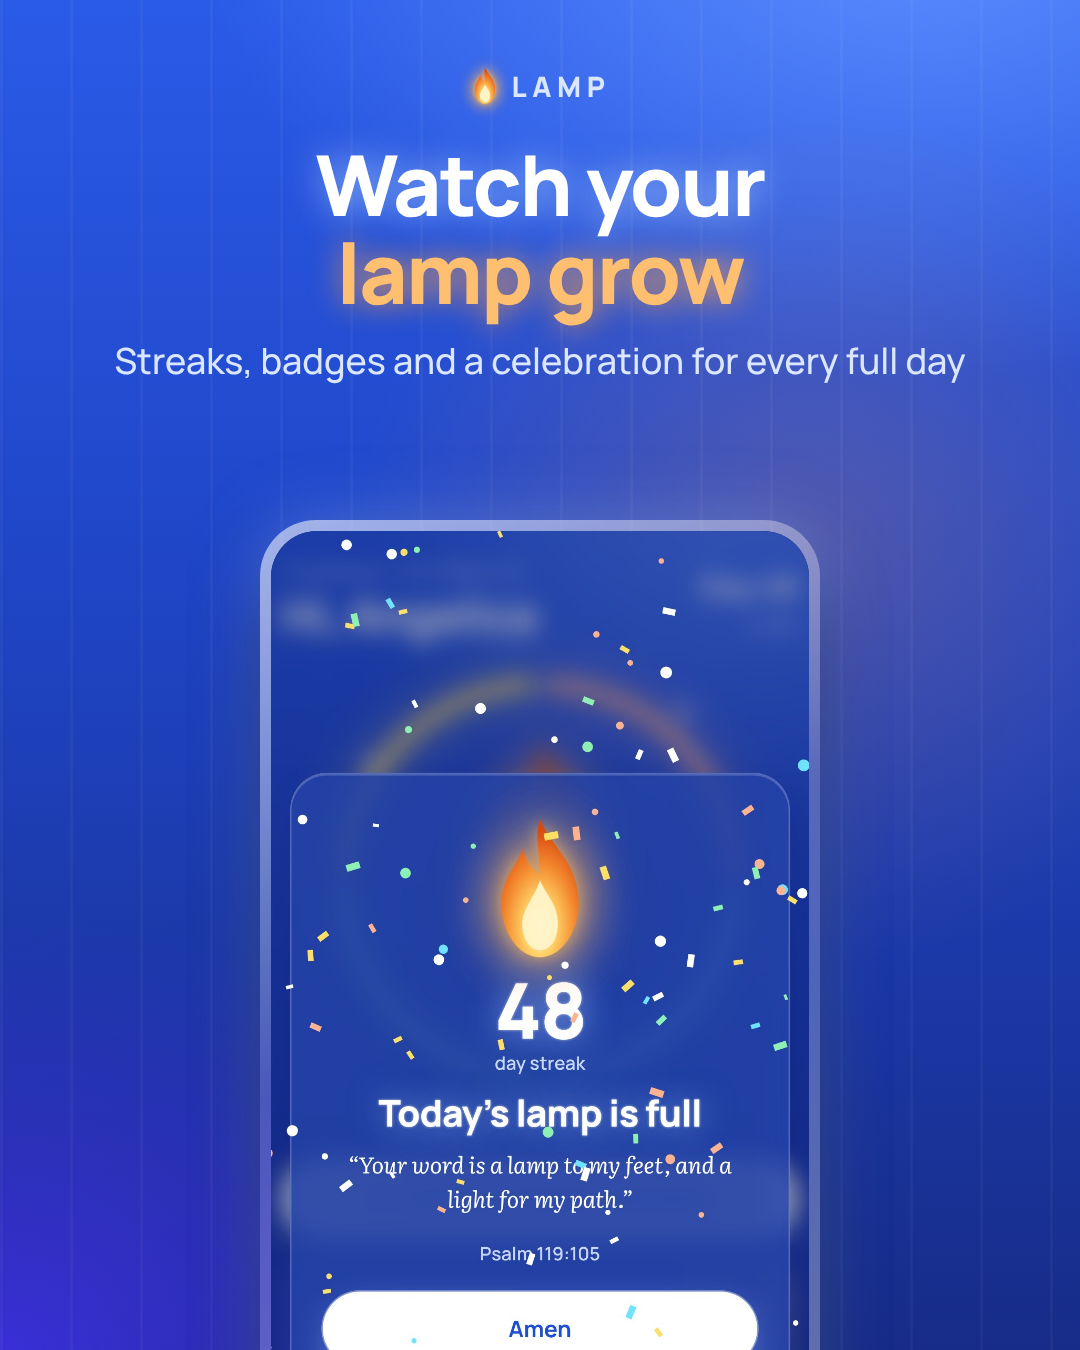 LAMP
Watch your
lamp grow
Streaks, badges and a celebration for every full day
48
day streak
Today’s lamp is full
“Your word is a lamp to my feet, and a
light for my path.”
Psalm 119:105
Amen